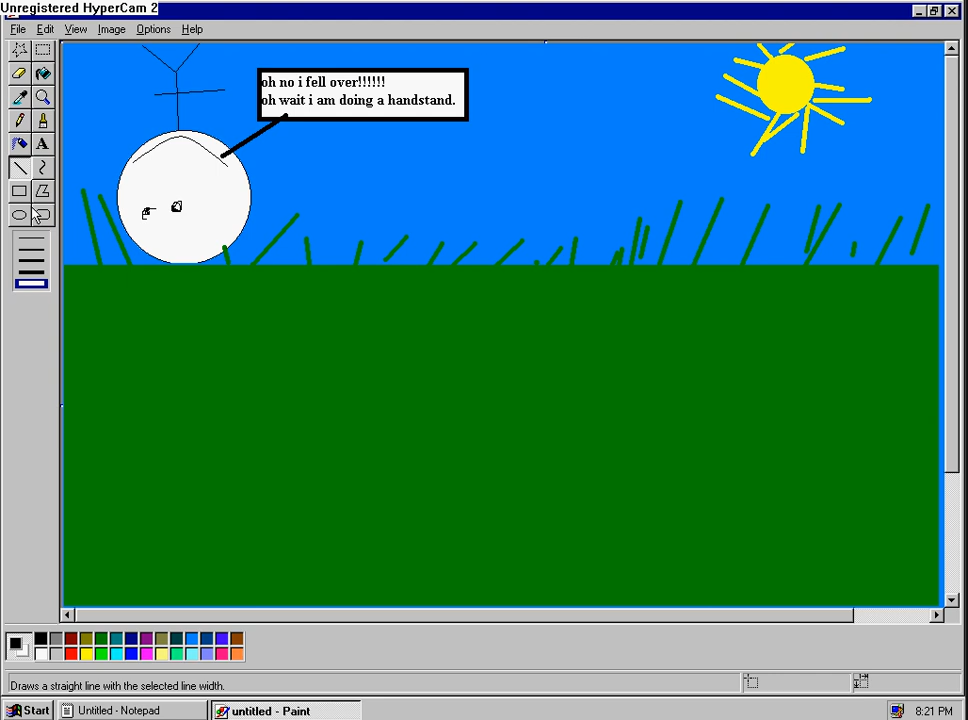 Unregistered HyperCam 2
File Edit View Image Options Help
oh no i fell over!!!!!!
oh wait i am doing a handstand.
A
Draws a straight line with the selected line width.
Start Untitled - Notepad untitled - Paint 8:21 PM